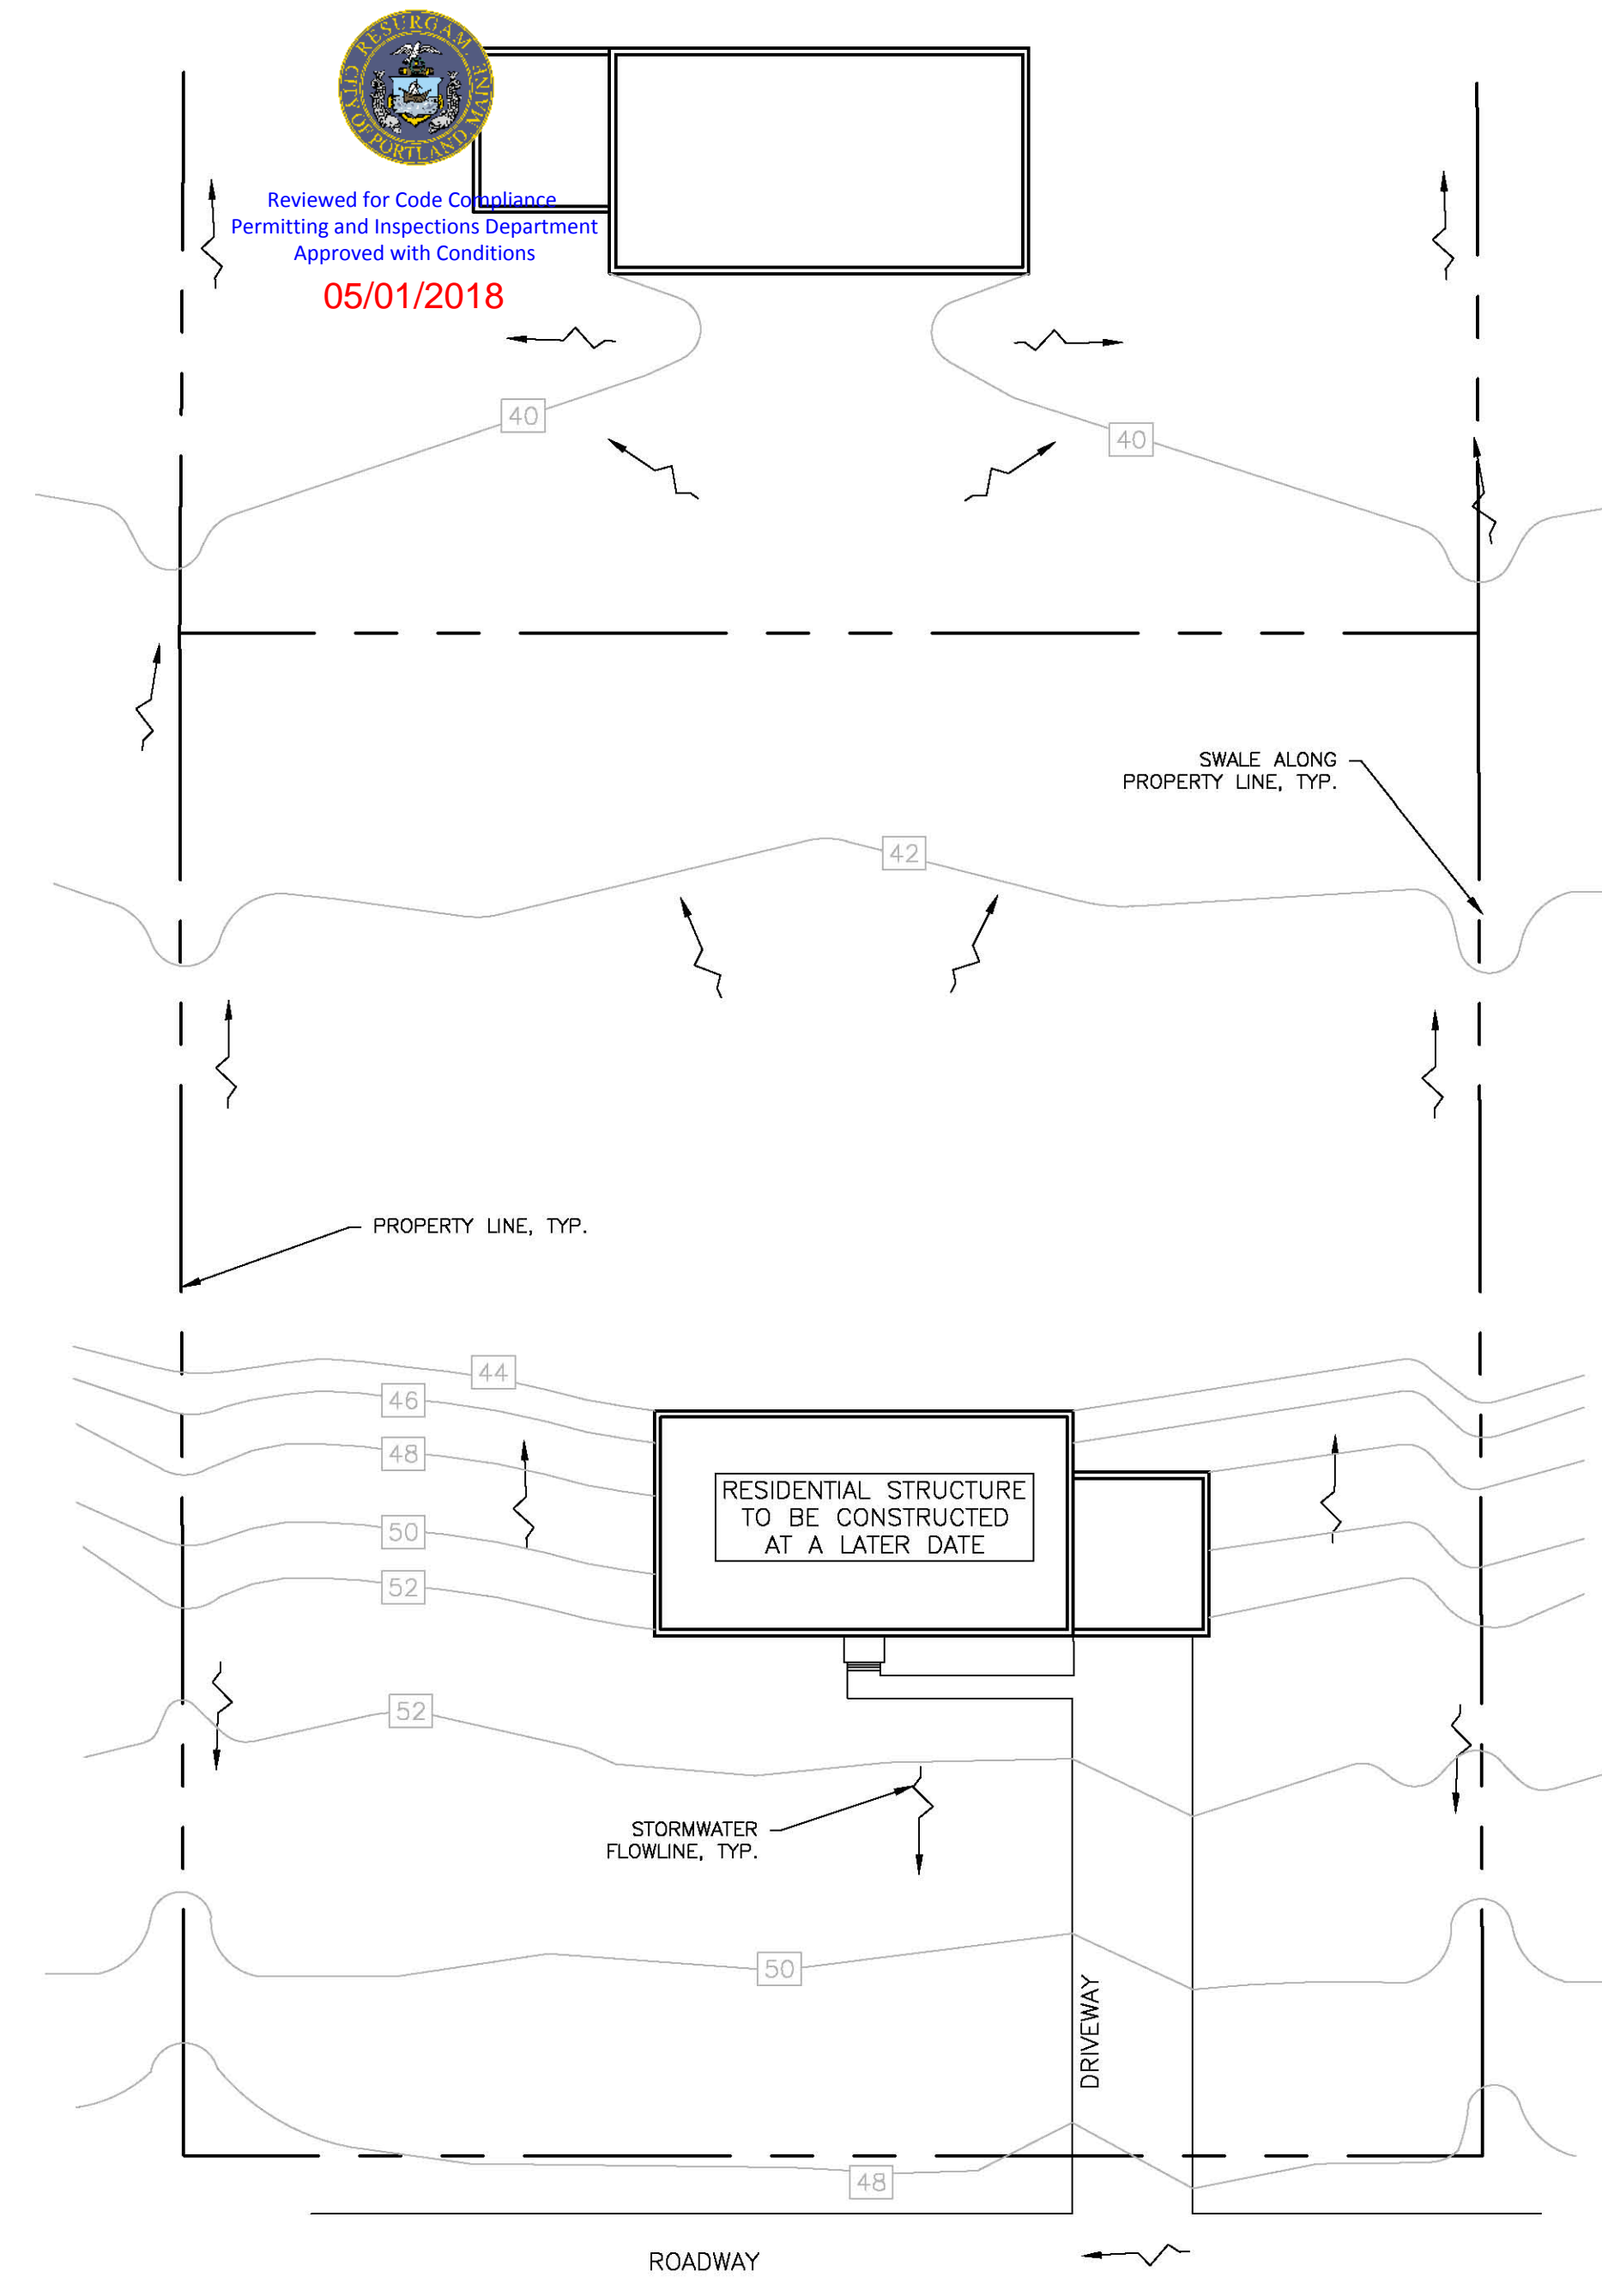 RESURGAM.
CITY OF PORTLAND, MAINE
Reviewed for Code Compliance
Permitting and Inspections Department
Approved with Conditions
05/01/2018
40
40
SWALE ALONG
PROPERTY LINE, TYP.
42
PROPERTY LINE, TYP.
44
46
48
50
52
RESIDENTIAL STRUCTURE
TO BE CONSTRUCTED
AT A LATER DATE
52
STORMWATER
FLOWLINE, TYP.
50
DRIVEWAY
48
ROADWAY